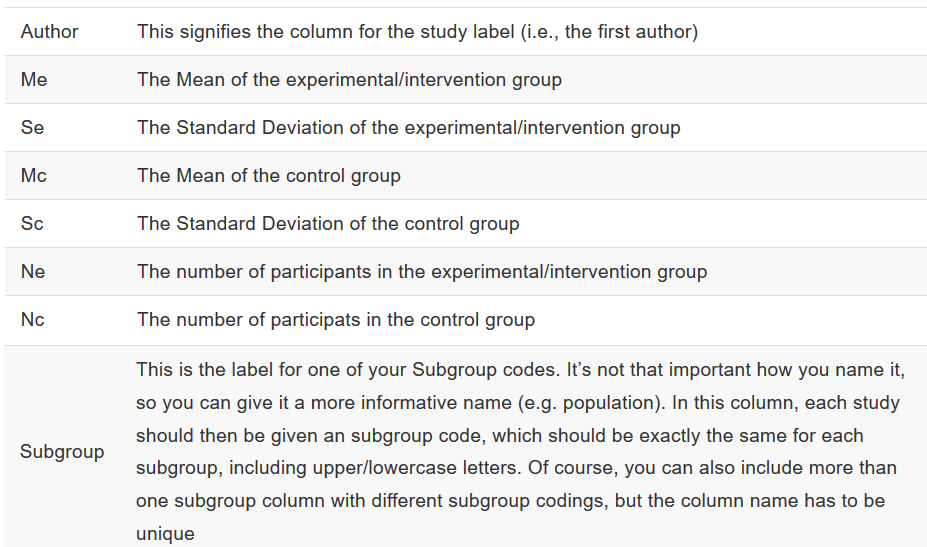 Author This signifies the column for the study label (i.e., the first author)
Me The Mean of the experimental/intervention group
Se The Standard Deviation of the experimental/intervention group
Mc The Mean of the control group
Sc The Standard Deviation of the control group
Ne The number of participants in the experimental/intervention group
Nc The number of participats in the control group
This is the label for one of your Subgroup codes. It’s not that important how you name it,
so you can give it a more informative name (e.g. population). In this column, each study
should then be given an subgroup code, which should be exactly the same for each
Subgroup
subgroup, including upper/lowercase letters. Of course, you can also include more than
one subgroup column with different subgroup codings, but the column name has to be
unique